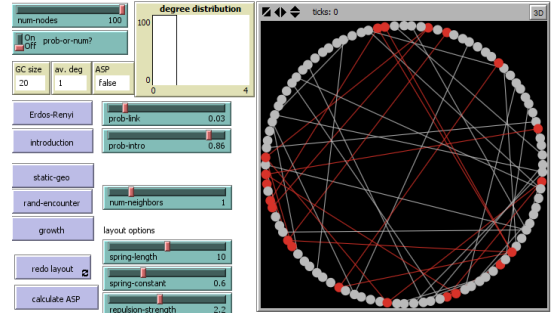 num-nodes 100
On
Off
prob-or-num?
GC size
20
av. deg
1
ASP
false
degree distribution
100
0
0
4
Erdos-Renyi
prob-link 0.03
introduction
prob-intro 0.86
static-geo
rand-encounter
num-neighbors 1
growth
layout options
spring-length 10
redo layout
spring-constant 0.6
calculate ASP
repulsion-strength 2.2
ticks: 0
3D